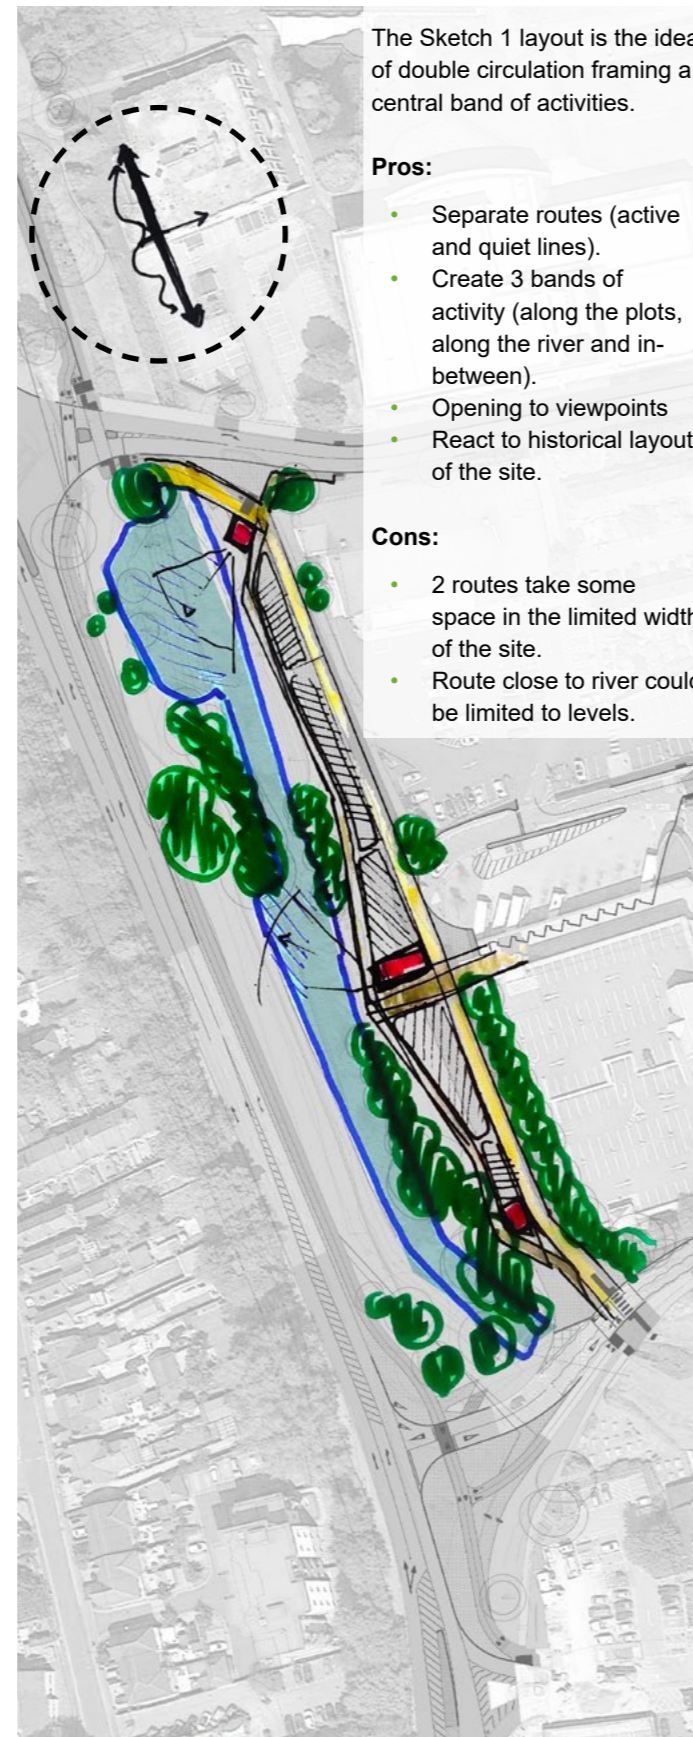 The Sketch 1 layout is the idea
of double circulation framing a
central band of activities.
Pros:
• Separate routes (active
and quiet lines).
• Create 3 bands of
activity (along the plots,
along the river and in-
between).
• Opening to viewpoints
• React to historical layout
of the site.
Cons:
• 2 routes take some
space in the limited width
of the site.
• Route close to river could
be limited to levels.